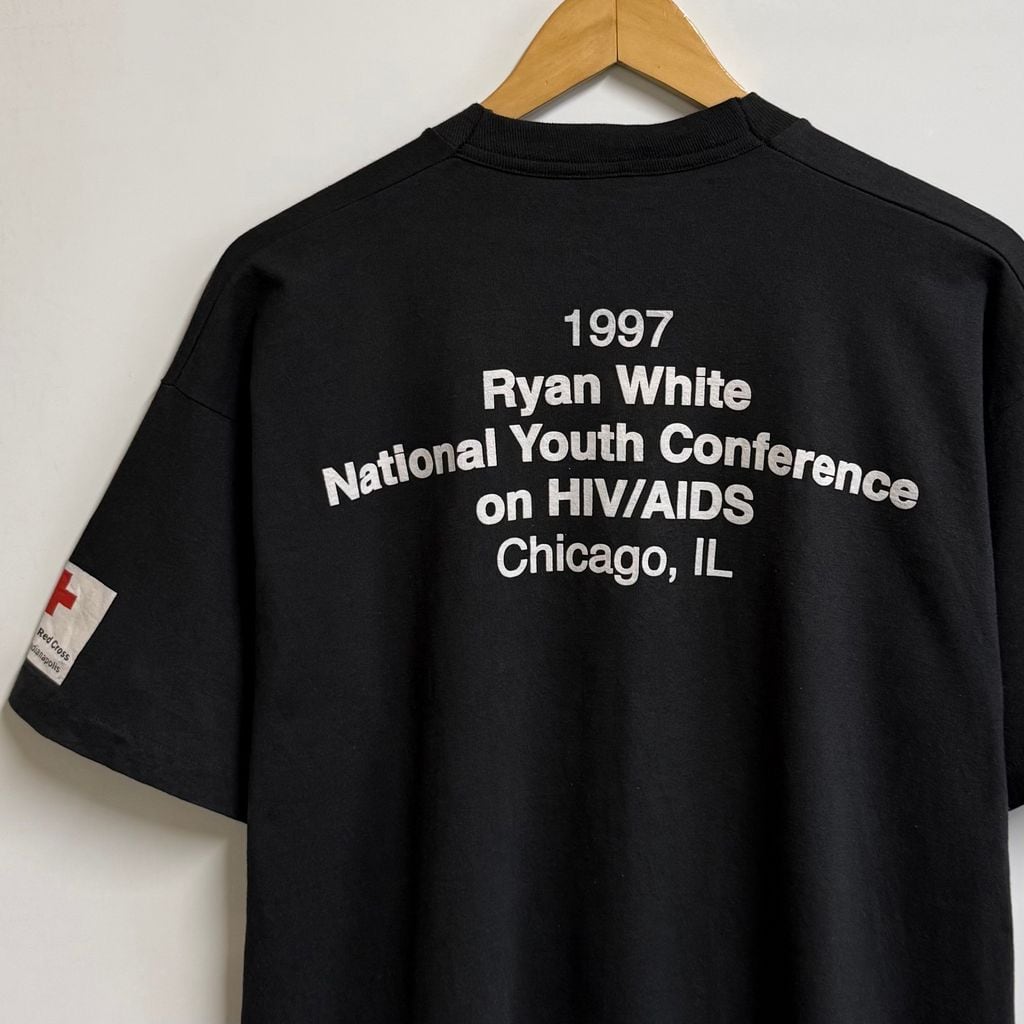 1997
Ryan White
National Youth Conference
on HIV/AIDS
Chicago, IL
Red Cross